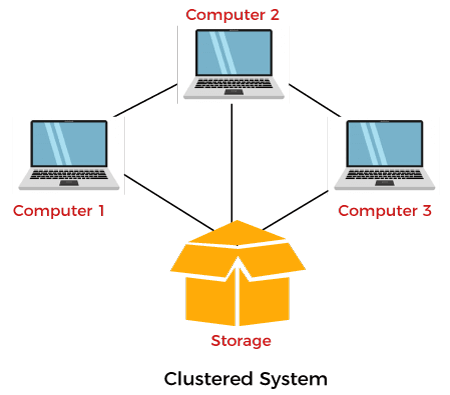 Computer 2
Computer 1
Computer 3
Storage
Clustered System